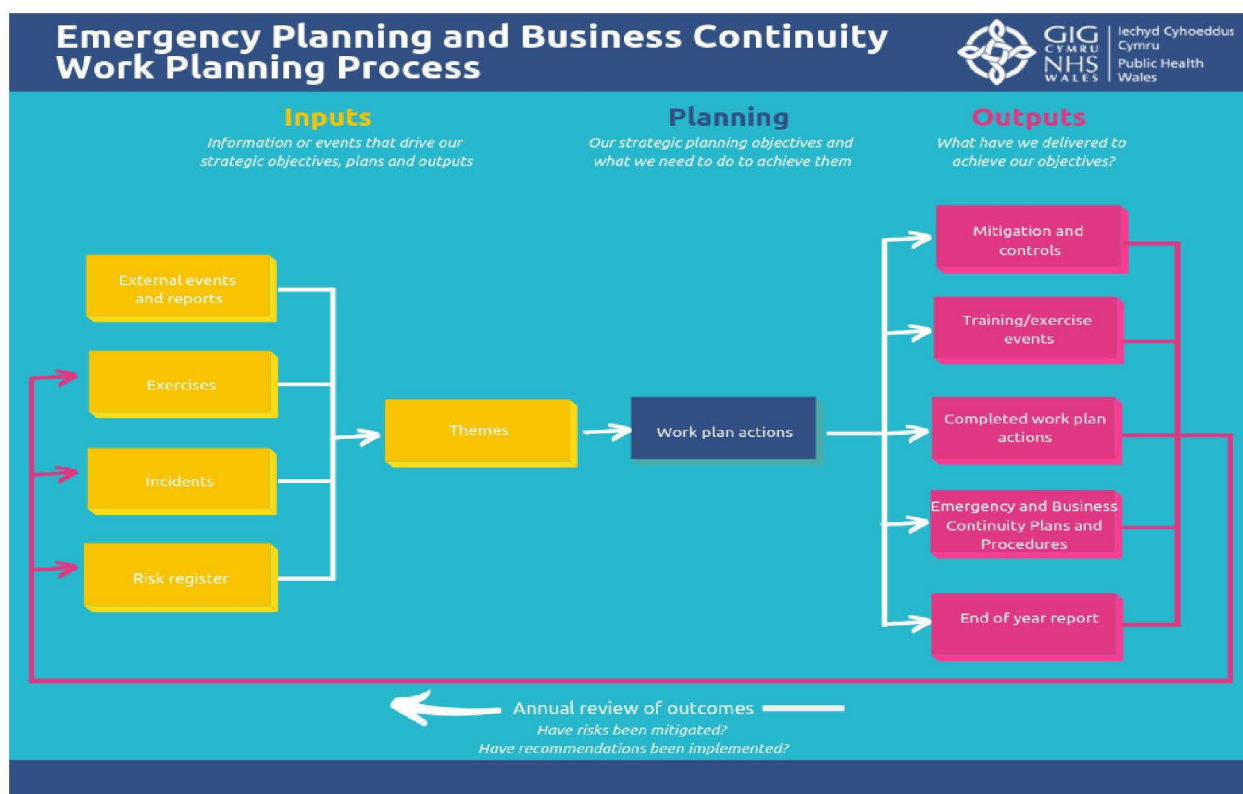 Emergency Planning and Business Continuity
Work Planning Process
GIG
CYMRU
NHS
WALES
Iechyd Cyhoeddus
Cymru
Public Health
Wales
Inputs
Information or events that drive our
strategic objectives, plans and outputs
Planning
Our strategic planning objectives and
what we need to do to achieve them
Outputs
What have we delivered to
achieve our objectives?
External events
and reports
Exercises
Incidents
Risk register
Themes
Work plan actions
Mitigation and
controls
Training/exercise
events
Completed work plan
actions
Emergency and Business
Continuity Plans and
Procedures
End of year report
Annual review of outcomes
Have risks been mitigated?
Have recommendations been implemented?